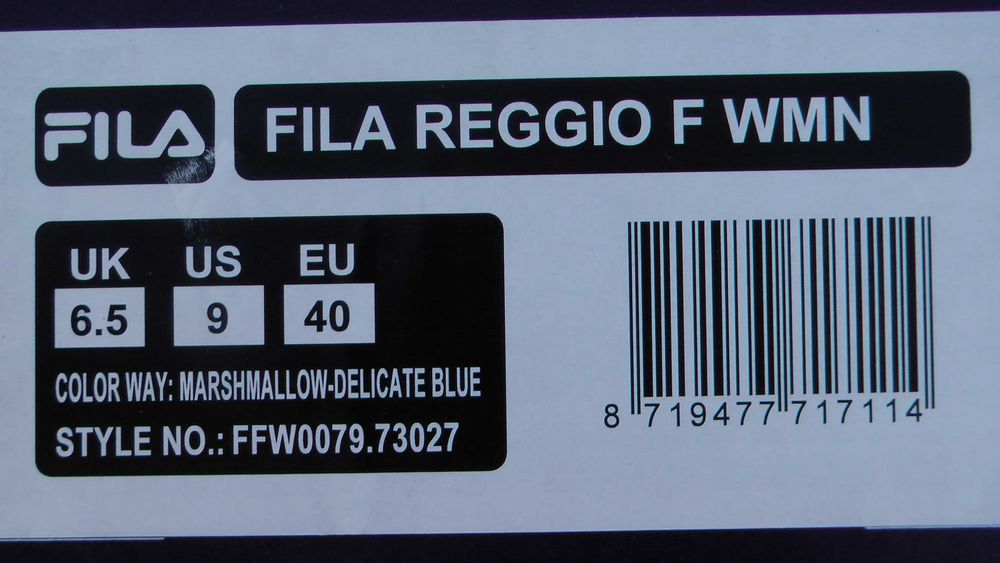 FILA
FILA REGGIO F WMN
UK US EU
6.5 9 40
COLOR WAY: MARSHMALLOW-DELICATE BLUE
STYLE NO.: FFW0079.73027
8 719477 717114